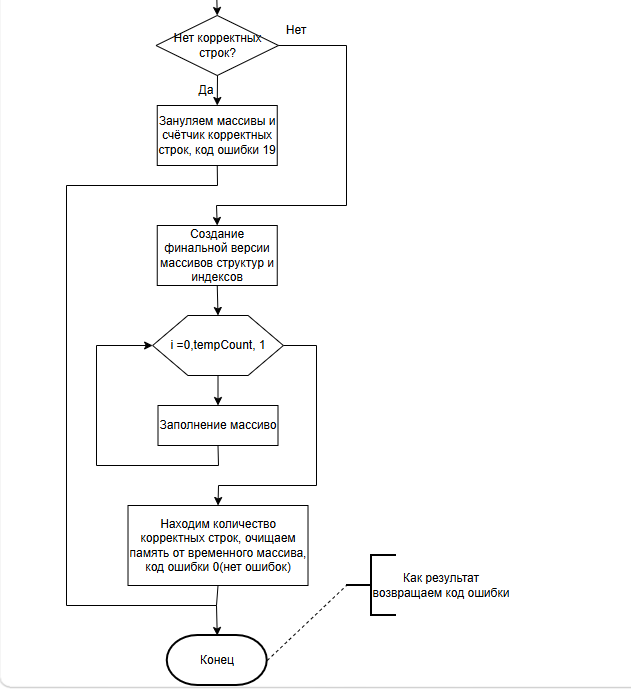 Нет
Нет корректных
строк?
Да
Зануляем массивы и
счётчик корректных
строк, код ошибки 19
Создание
финальной версии
массивов структур и
индексов
i =0,tempCount, 1
Заполнение массиво
Находим количество
корректных строк, очищаем
память от временного массива,
код ошибки 0(нет ошибок)
Как результат
возвращаем код ошибки
Конец